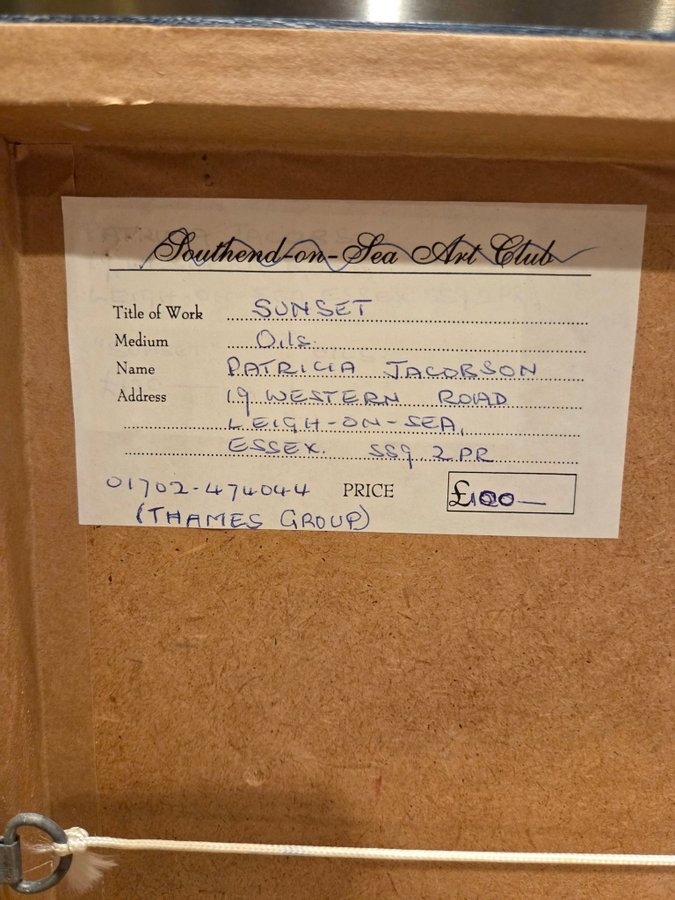 Southend-on-Sea Art Club
Title of Work SUNSET
Medium Oils.
Name PATRICIA JACOBSON
Address 19 WESTERN ROAD
LEIGH-ON-SEA,
ESSEX. SS9 2PR
01702-474044 PRICE £100—
(THAMES GROUP)